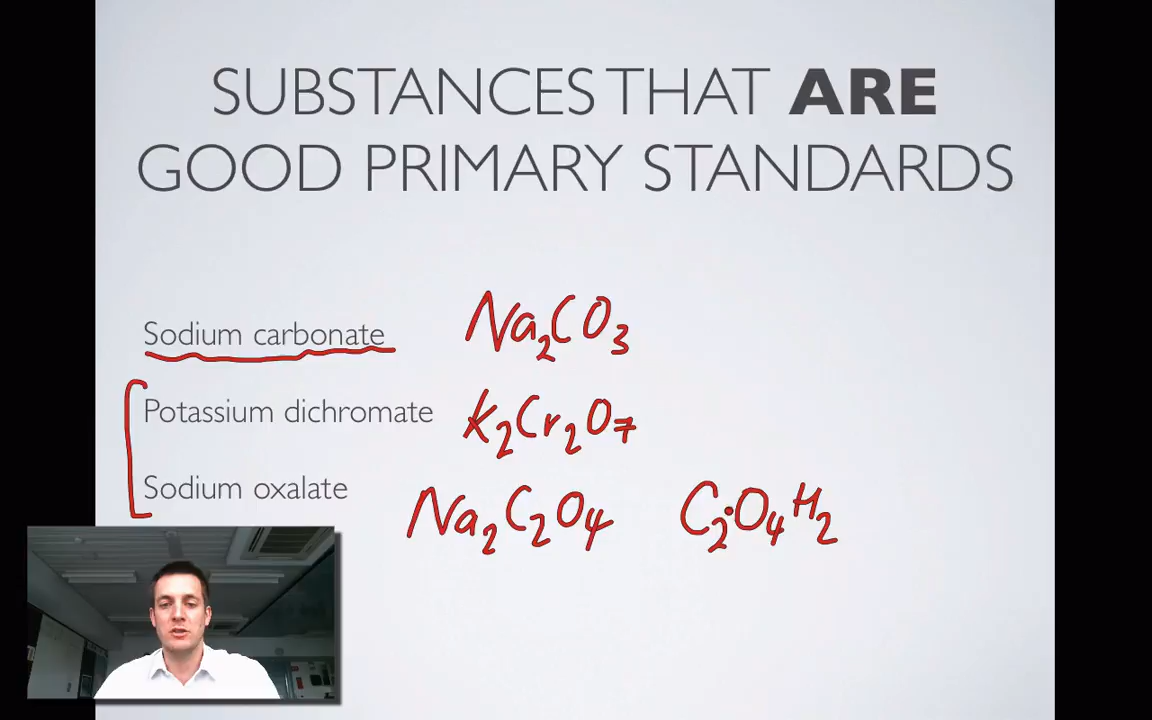 SUBSTANCES THAT ARE
GOOD PRIMARY STANDARDS
Sodium carbonate Na₂CO₃
Potassium dichromate K₂Cr₂O₇
Sodium oxalate Na₂C₂O₄ C₂O₄H₂